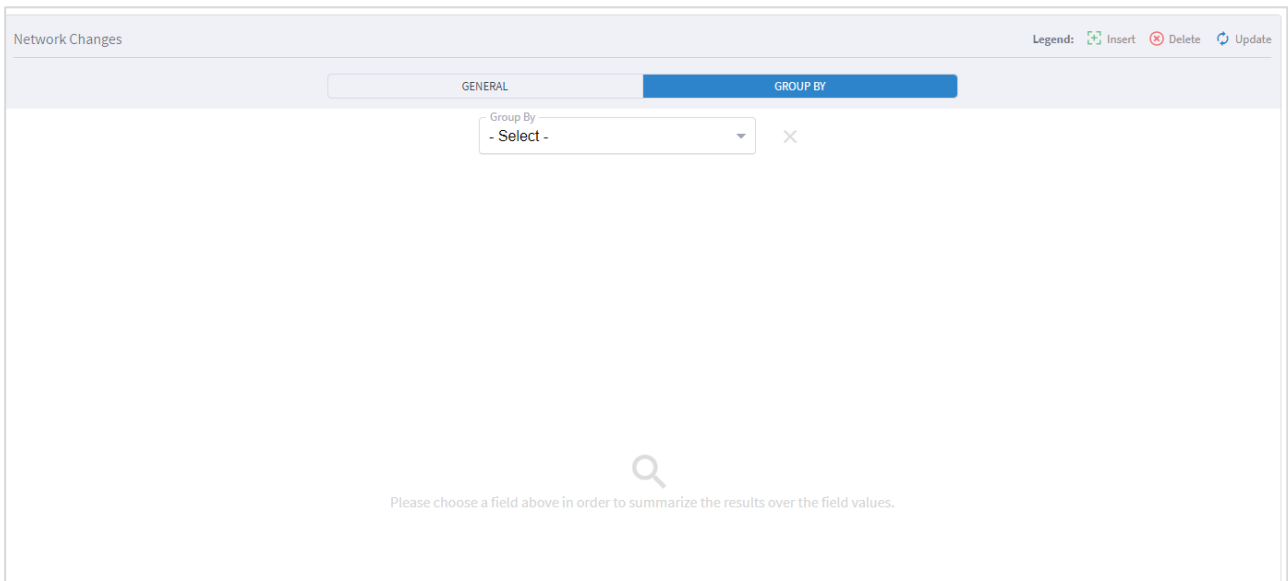 Network Changes
Legend: Insert Delete Update
GENERAL GROUP BY
Group By
- Select -
Please choose a field above in order to summarize the results over the field values.